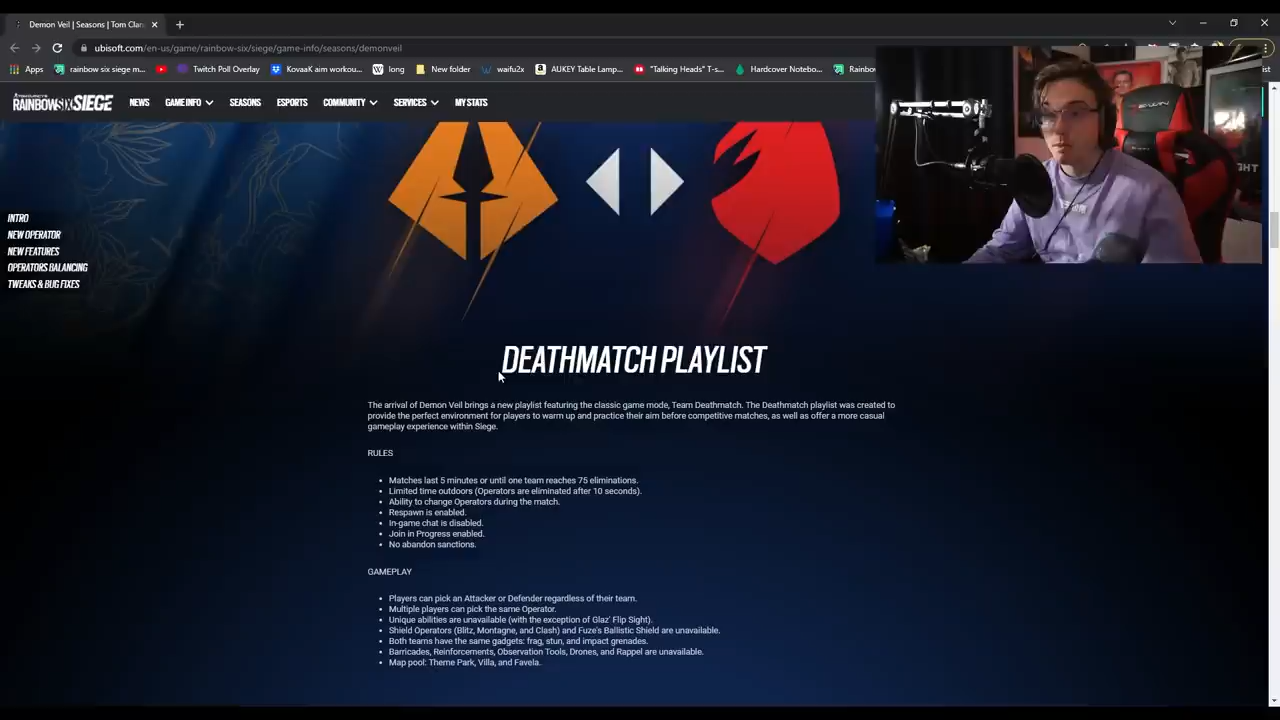 Demon Veil | Seasons | Tom Clan
ubisoft.com/en-us/game/rainbow-six/siege/game-info/seasons/demonveil
Apps rainbow six siege m... Twitch Poll Overlay KovaaK aim workou... long New folder waifu2x AUKEY Table Lamp... "Talking Heads" T-s... Hardcover Notebo... Rainbow
RAINBOWSIX SIEGE NEWS GAME INFO SEASONS ESPORTS COMMUNITY SERVICES MY STATS
INTRO
NEW OPERATOR
NEW FEATURES
OPERATORS BALANCING
TWEAKS & BUG FIXES
DEATHMATCH PLAYLIST
The arrival of Demon Veil brings a new playlist featuring the classic game mode, Team Deathmatch. The Deathmatch playlist was created to
provide the perfect environment for players to warm up and practice their aim before competitive matches, as well as offer a more casual
gameplay experience within Siege.
RULES
• Matches last 5 minutes or until one team reaches 75 eliminations.
• Limited time outdoors (Operators are eliminated after 10 seconds).
• Ability to change Operators during the match.
• Respawn is enabled.
• In-game chat is disabled.
• Join in Progress enabled.
• No abandon sanctions.
GAMEPLAY
• Players can pick an Attacker or Defender regardless of their team.
• Multiple players can pick the same Operator.
• Unique abilities are unavailable (with the exception of Glaz' Flip Sight).
• Shield Operators (Blitz, Montagne, and Clash) and Fuze's Ballistic Shield are unavailable.
• Both teams have the same gadgets: frag, stun, and impact grenades.
• Barricades, Reinforcements, Observation Tools, Drones, and Rappel are unavailable.
• Map pool: Theme Park, Villa, and Favela.